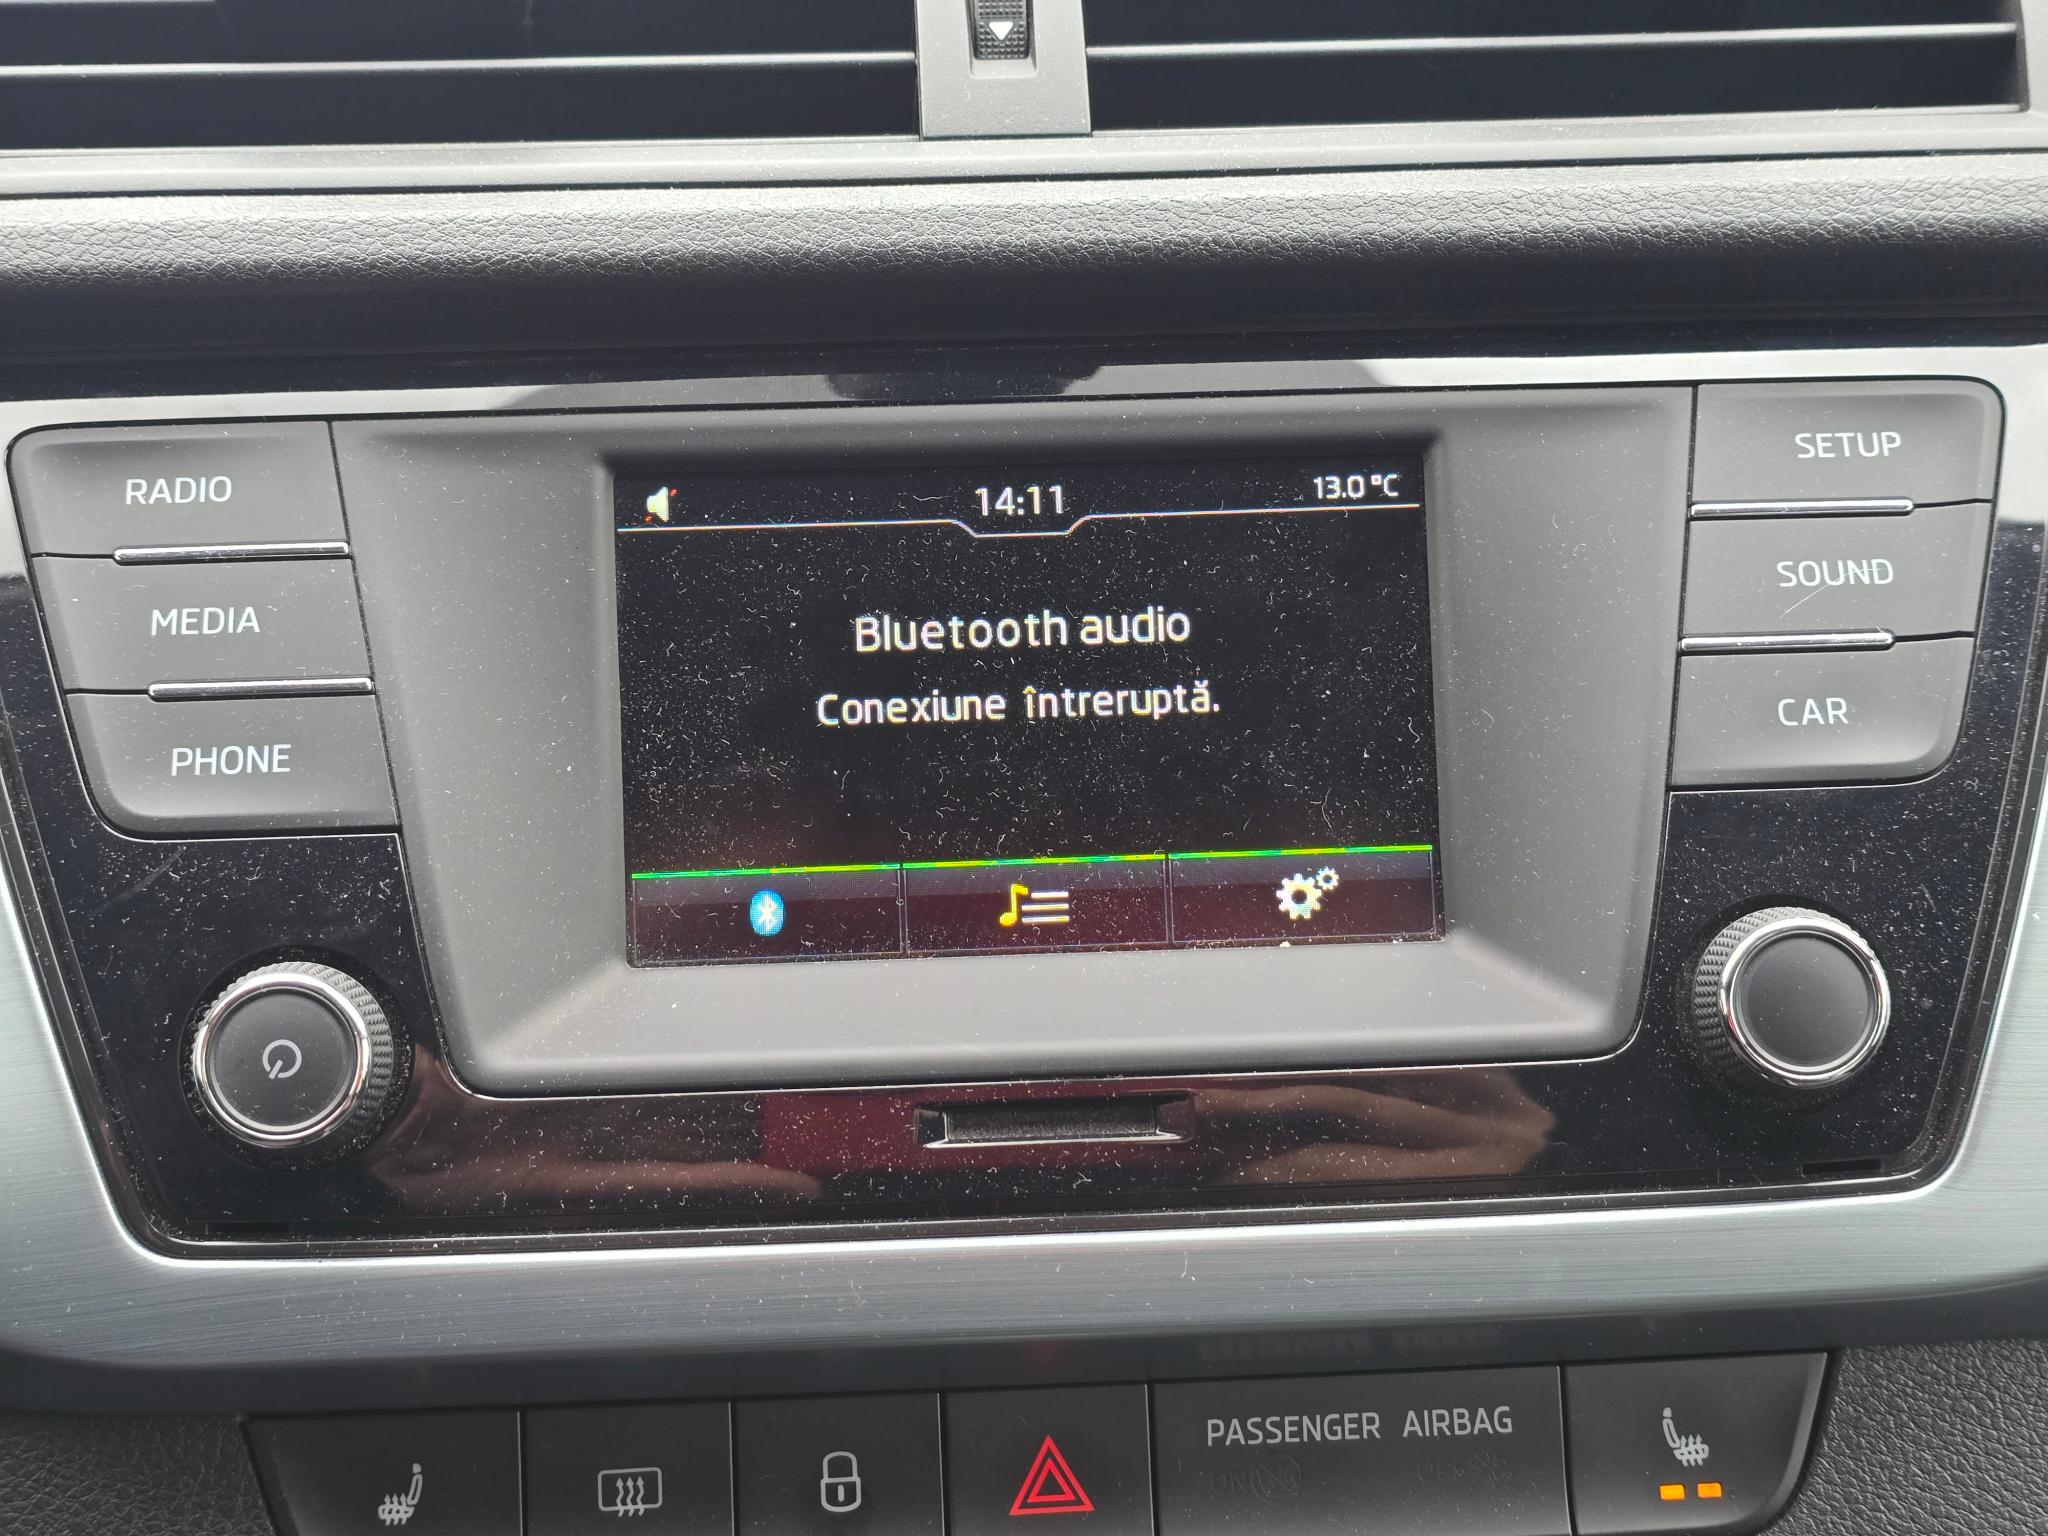 14:11
13.0 °C
RADIO
SETUP
MEDIA
SOUND
PHONE
CAR
Bluetooth audio
Conexiune întreruptă.
PASSENGER AIRBAG